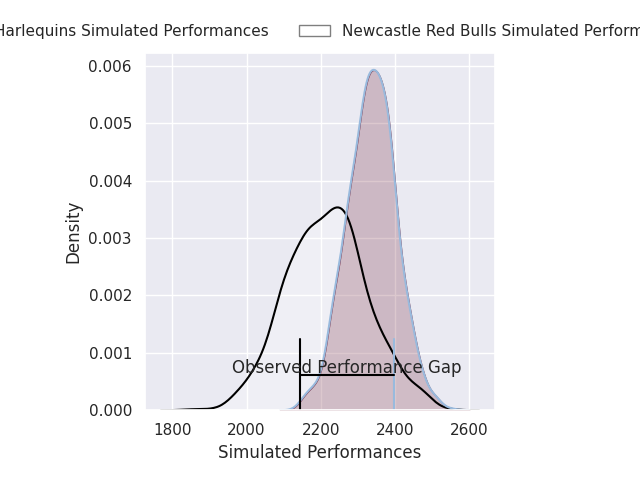 Harlequins Simulated Performances
Newcastle Red Bulls Simulated Perform
0.006
0.005
0.004
0.003
0.002
0.001
0.000
Density
Observed Performance Gap
1800 2000 2200 2400 2600
Simulated Performances